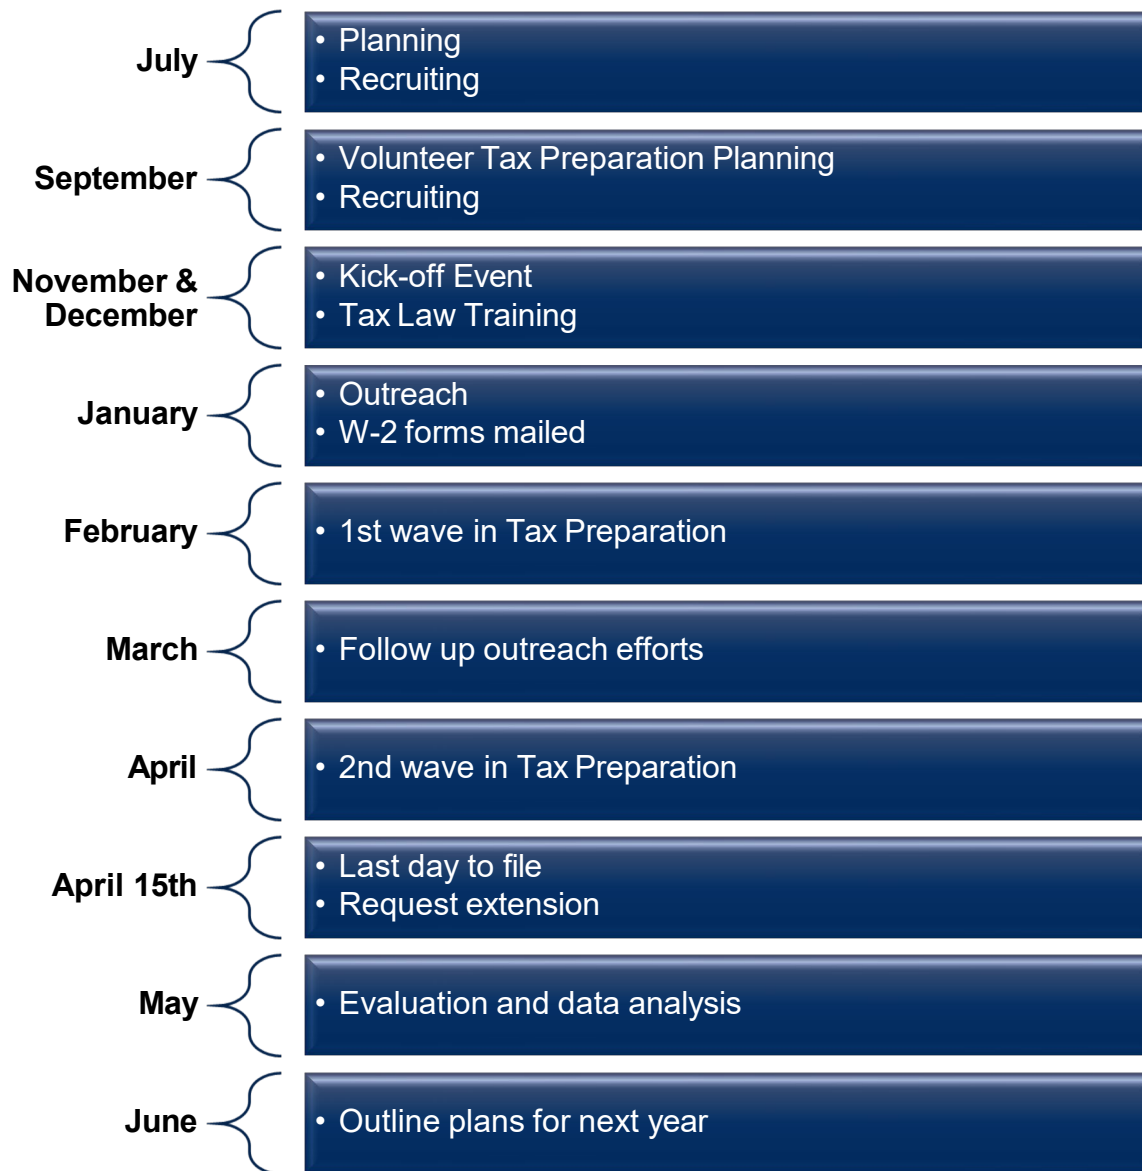 July
• Planning
• Recruiting
September
• Volunteer Tax Preparation Planning
• Recruiting
November &
December
• Kick-off Event
• Tax Law Training
January
• Outreach
• W-2 forms mailed
February
• 1st wave in Tax Preparation
March
• Follow up outreach efforts
April
• 2nd wave in Tax Preparation
April 15th
• Last day to file
• Request extension
May
• Evaluation and data analysis
June
• Outline plans for next year